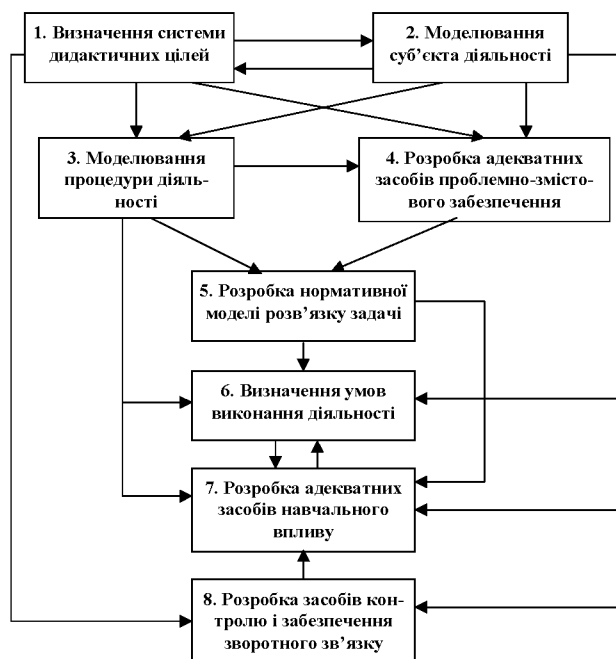 1. Визначення системи
дидактичних цілей
2. Моделювання
суб’єкта діяльності
3. Моделювання
процедури діяль-
ності
4. Розробка адекватних
засобів проблемно-змісто-
вого забезпечення
5. Розробка нормативної
моделі розв’язку задачі
6. Визначення умов
виконання діяльності
7. Розробка адекватних
засобів навчального
впливу
8. Розробка засобів кон-
тролю і забезпечення
зворотного зв’язку